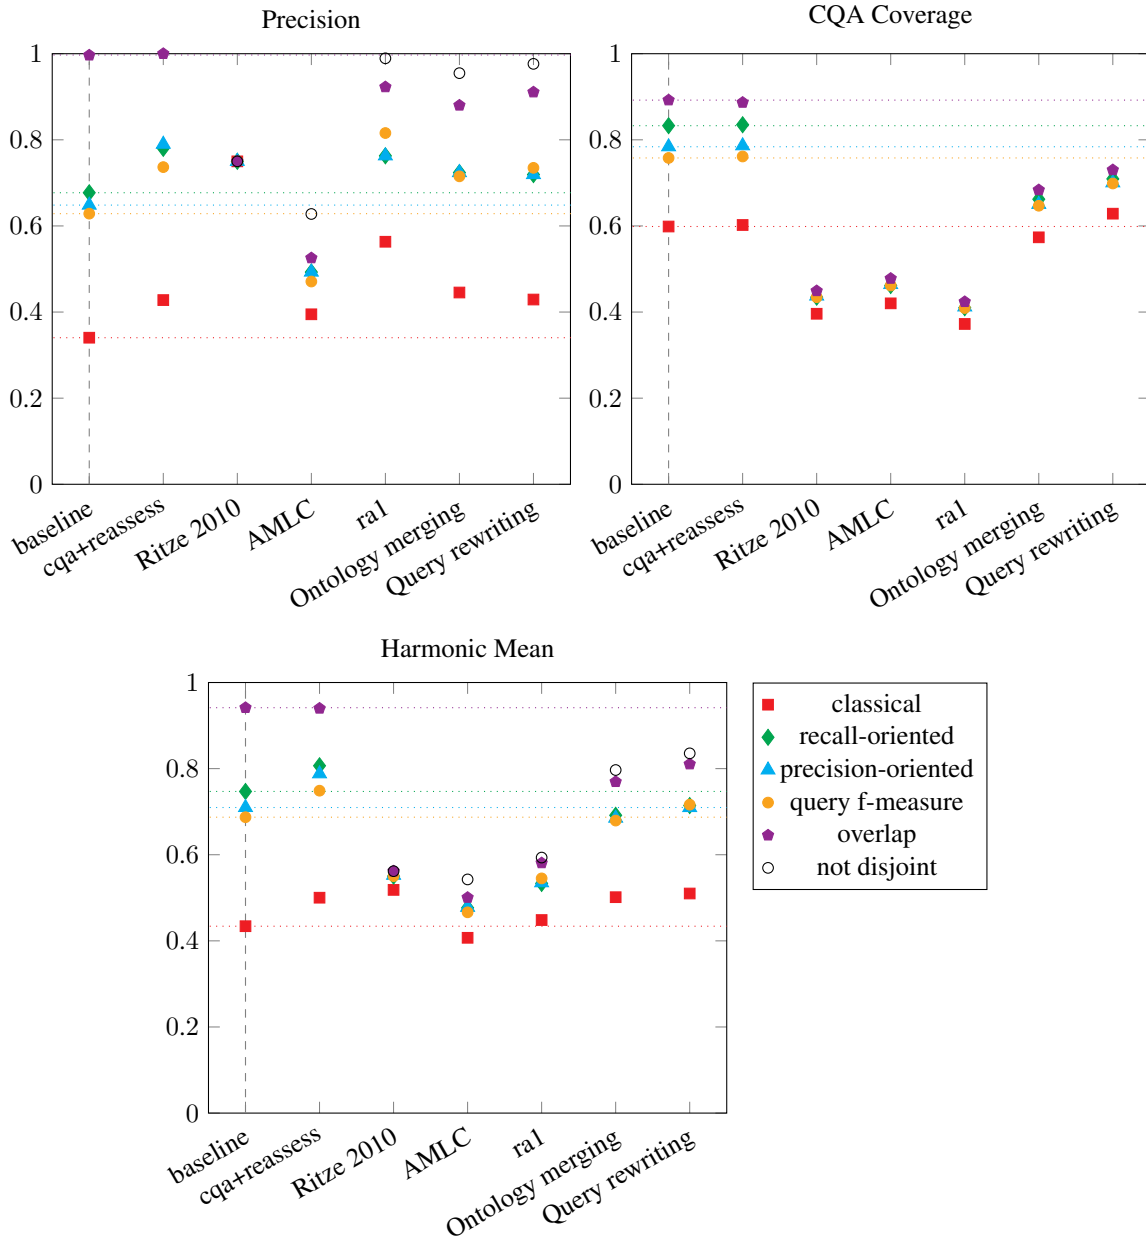 Precision
1
0.8
0.6
0.4
0.2
0
baseline
cqa+reassess
Ritze 2010
AMLC
ra1
Ontology merging
Query rewriting
CQA Coverage
1
0.8
0.6
0.4
0.2
0
baseline
cqa+reassess
Ritze 2010
AMLC
ra1
Ontology merging
Query rewriting
Harmonic Mean
1
0.8
0.6
0.4
0.2
0
baseline
cqa+reassess
Ritze 2010
AMLC
ra1
Ontology merging
Query rewriting
classical
recall-oriented
precision-oriented
query f-measure
overlap
not disjoint